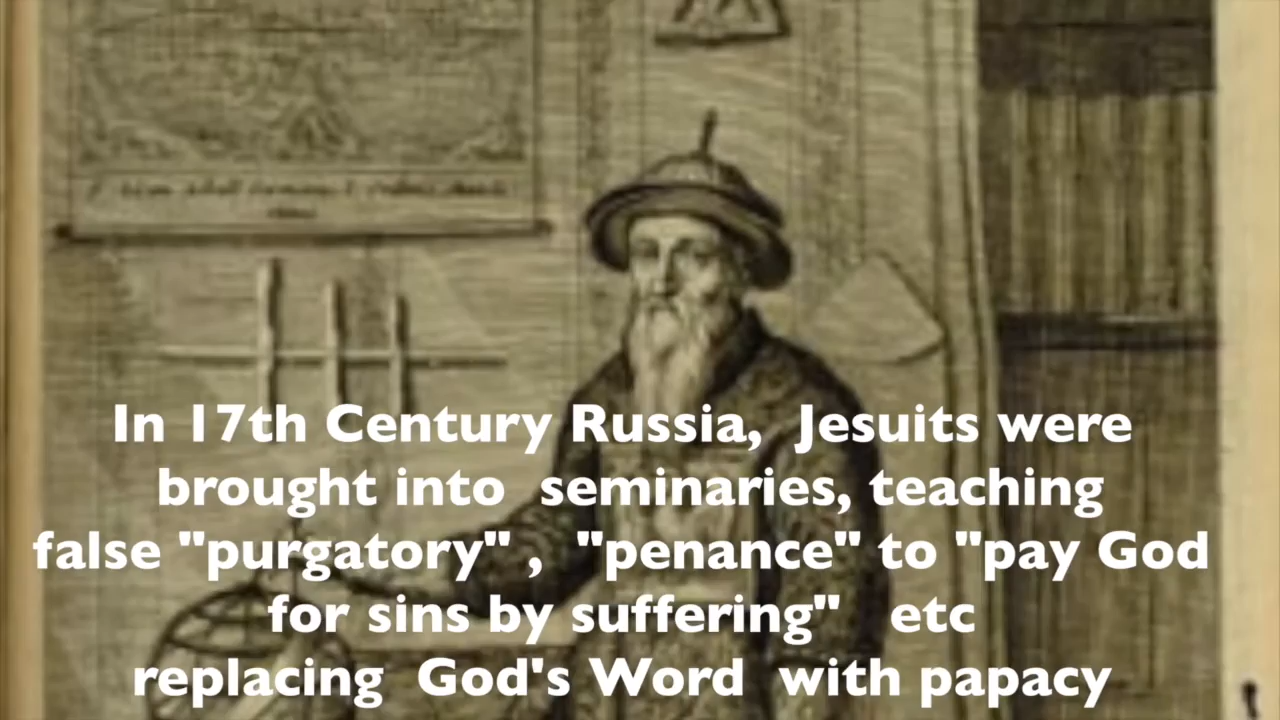 In 17th Century Russia, Jesuits were
brought into seminaries, teaching
false "purgatory" , "penance" to "pay God
for sins by suffering" etc
replacing God's Word with papacy